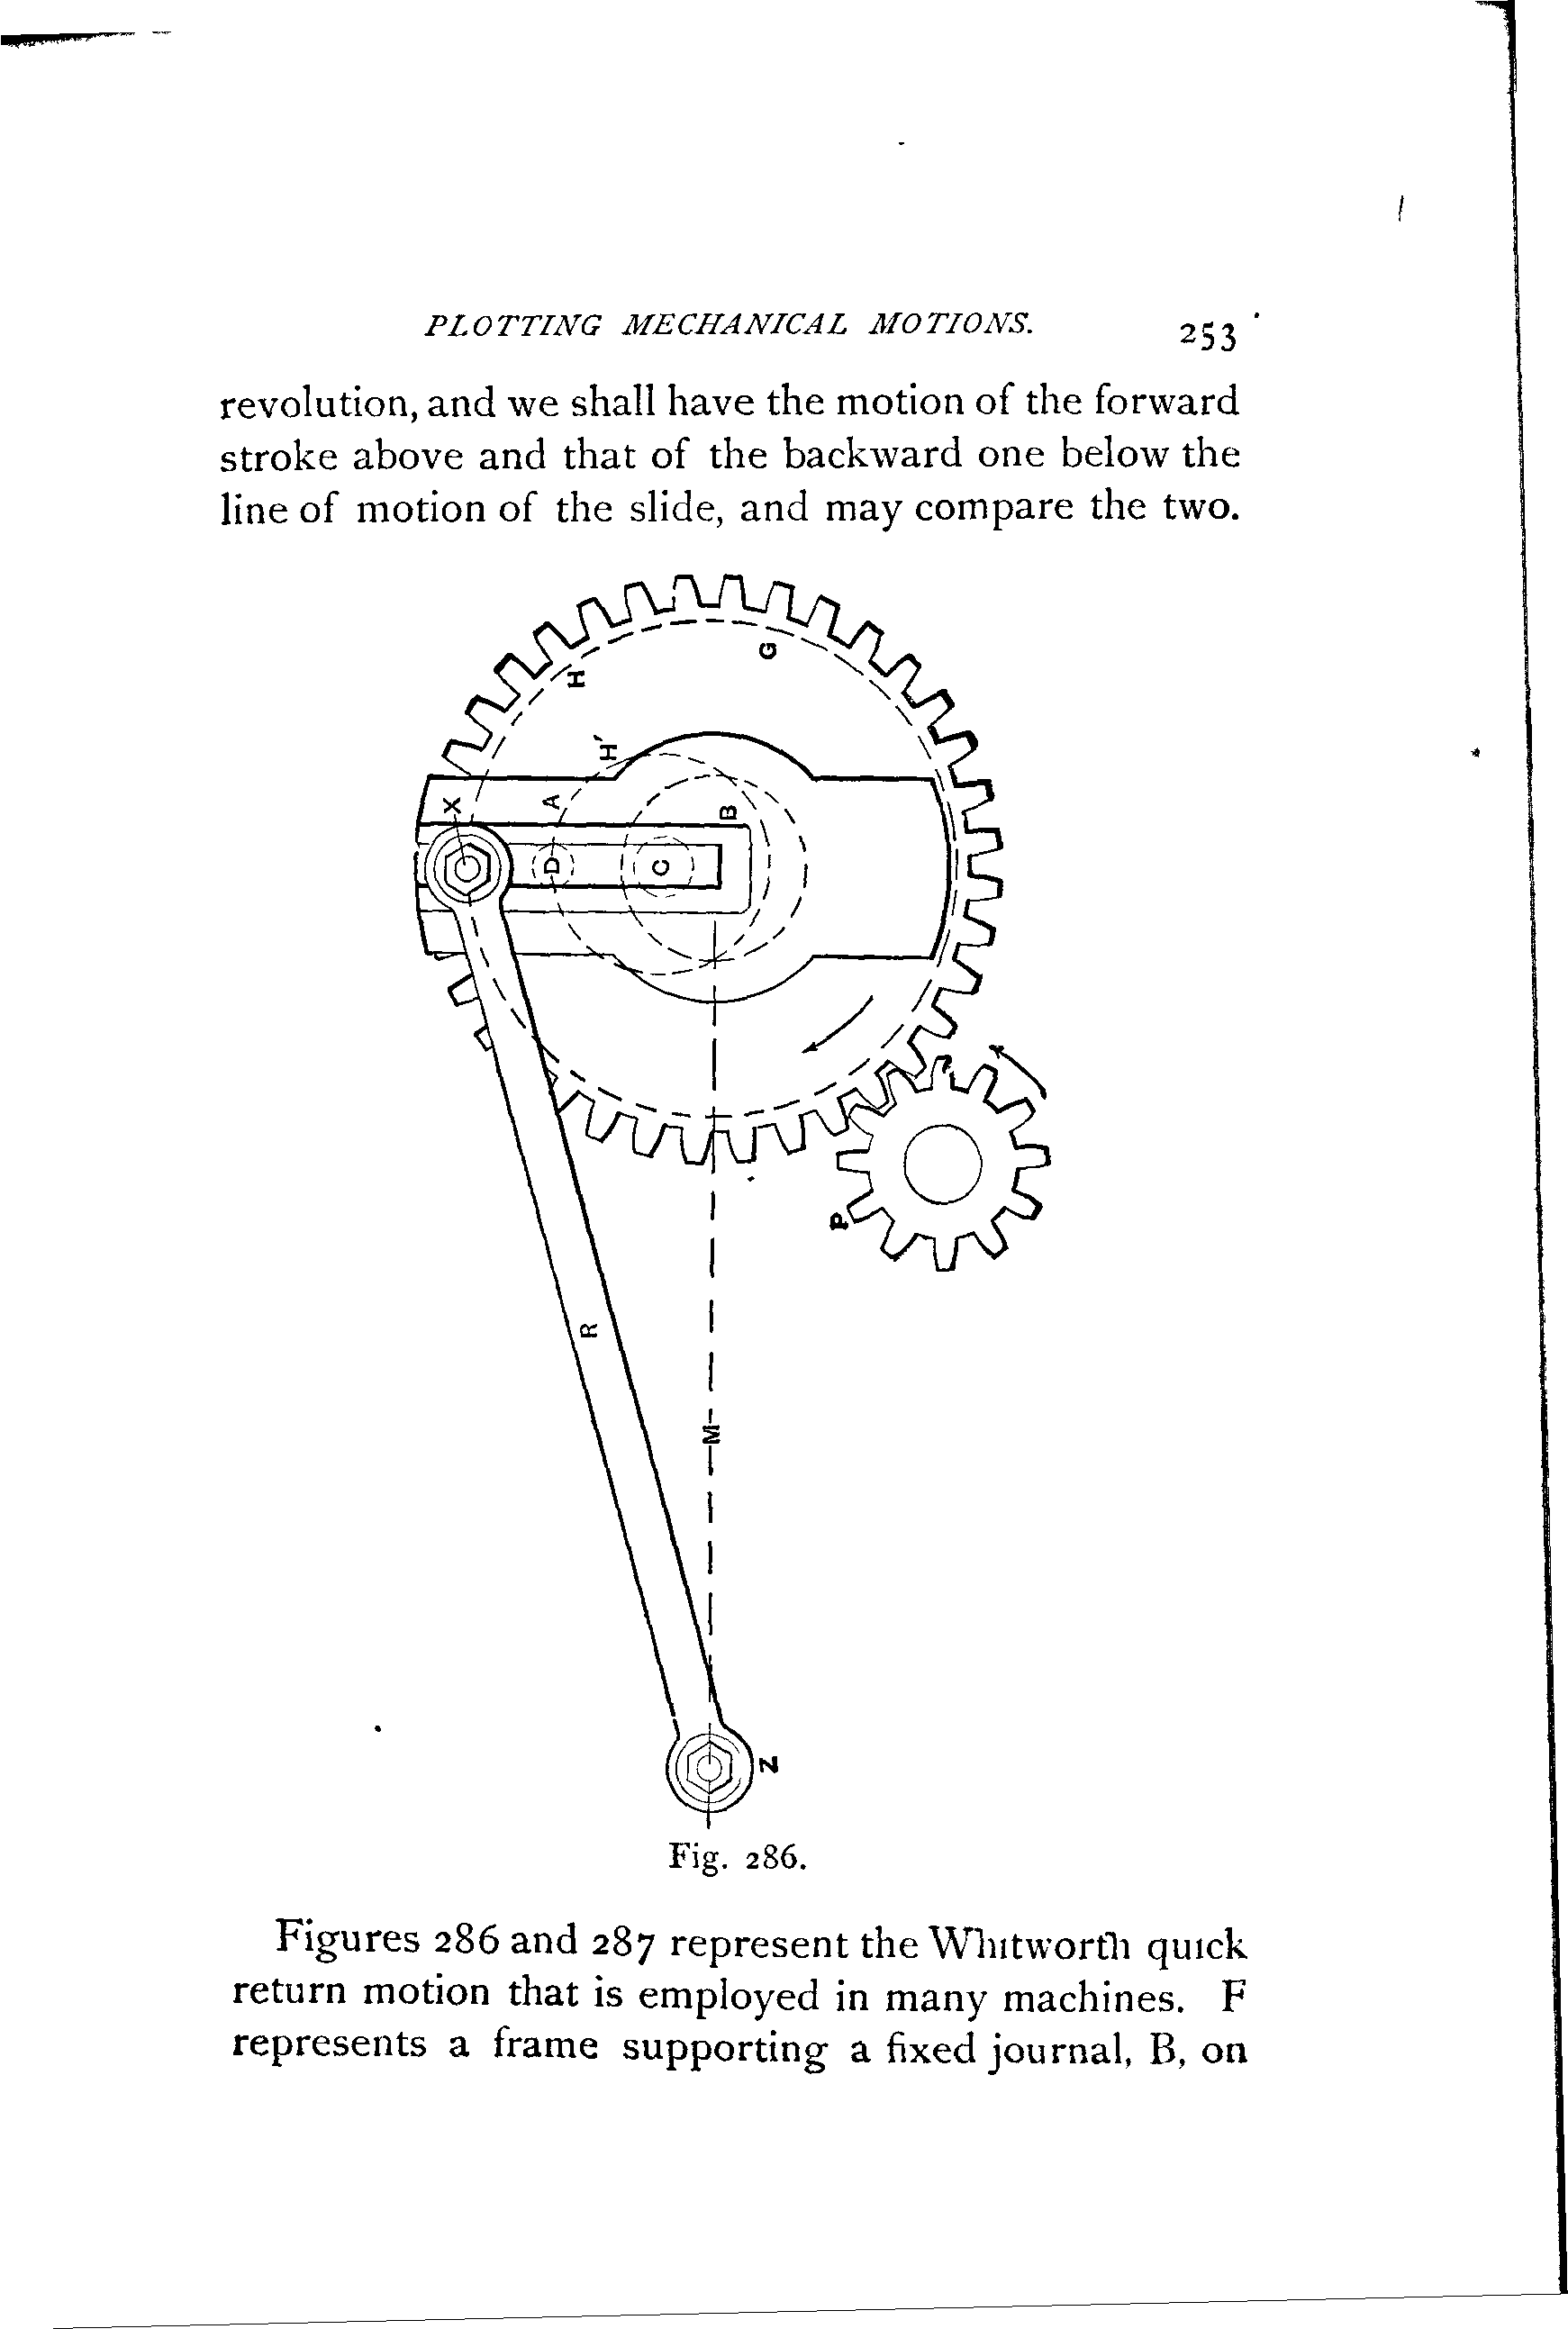 PLOTTING MECHANICAL MOTIONS. 253
revolution, and we shall have the motion of the forward
stroke above and that of the backward one below the
line of motion of the slide, and may compare the two.
G
H
H'
X
A
B
D
C
P
R
M
Z
Fig. 286.
Figures 286 and 287 represent the Whitworth quick
return motion that is employed in many machines. F
represents a frame supporting a fixed journal, B, on